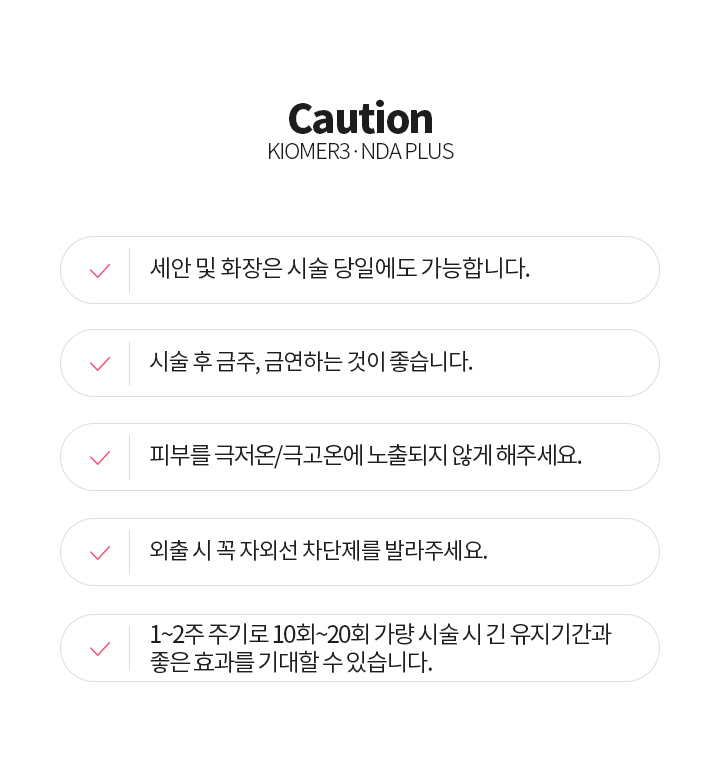 Caution
KIOMER3 · NDA PLUS
세안 및 화장은 시술 당일에도 가능합니다.
시술 후 금주, 금연하는 것이 좋습니다.
피부를 극저온/극고온에 노출되지 않게 해주세요.
외출 시 꼭 자외선 차단제를 발라주세요.
1~2주 주기로 10회~20회 가량 시술 시 긴 유지기간과
좋은 효과를 기대할 수 있습니다.